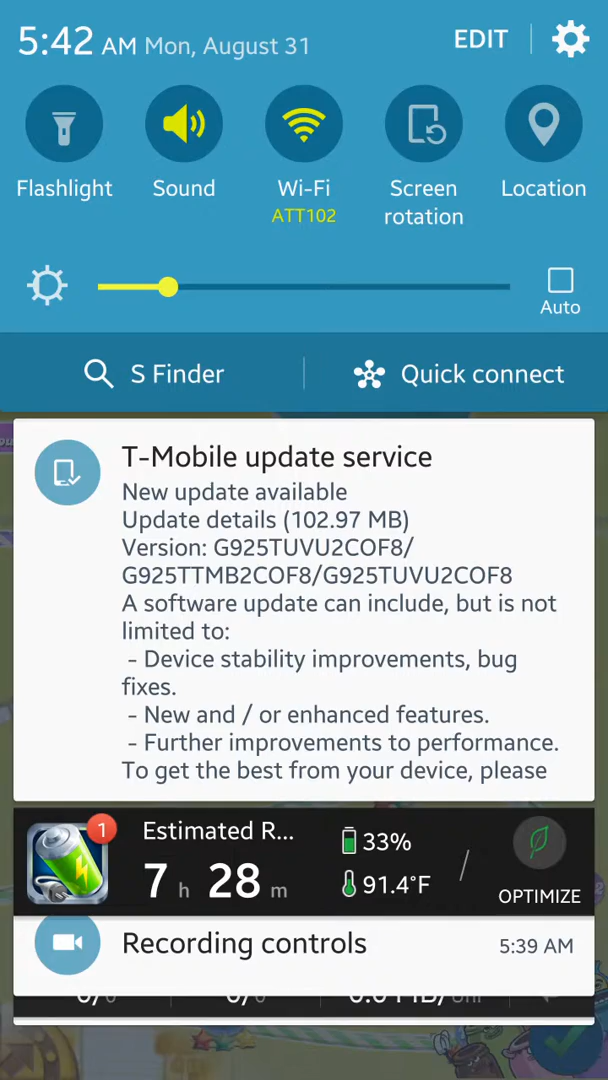 5:42 AM Mon, August 31 EDIT
Flashlight Sound Wi-Fi Screen Location
ATT102 rotation
Auto
S Finder Quick connect
T-Mobile update service
New update available
Update details (102.97 MB)
Version: G925TUVU2COF8/
G925TTMB2COF8/G925TUVU2COF8
A software update can include, but is not
limited to:
- Device stability improvements, bug
fixes.
- New and / or enhanced features.
- Further improvements to performance.
To get the best from your device, please
1 Estimated R... 33%
7 h 28 m 91.4°F
OPTIMIZE
Recording controls 5:39 AM